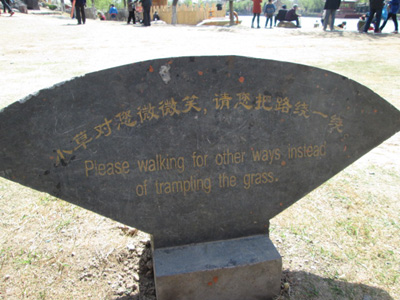 小草对您微微笑,请您把路绕一绕
Please walking for other ways instead
of trampling the grass.